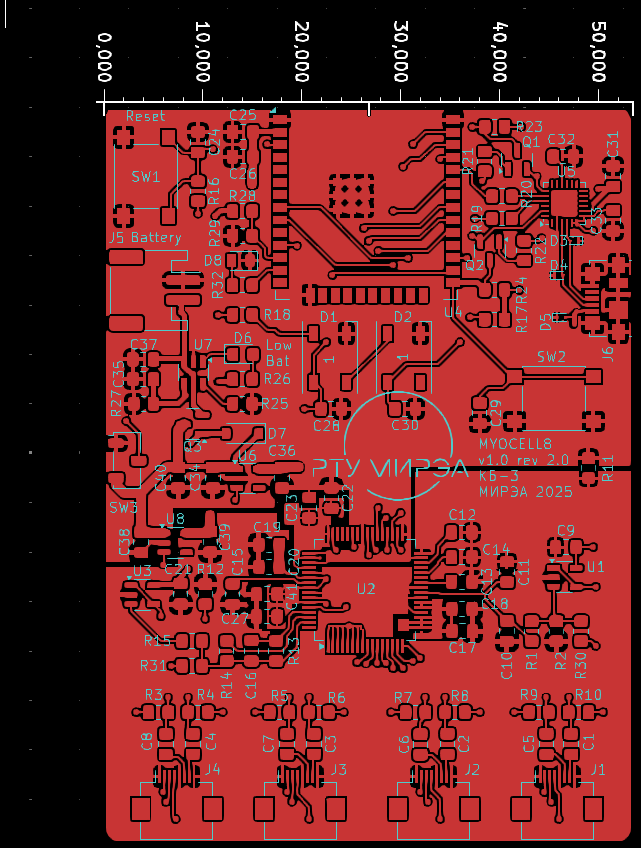 0,000 10,000 20,000 30,000 40,000 50,000
Reset
C25
R23
C24
Q1
C32
C31
SW1
C26
R21
U5
R16
R28
R20
R19
C33
J5 Battery
R29
R22
D3
D8
Q2
D4
R32
R24
U4
R18
D1
D2
R17
D5
J6
C37
U7
D6
Low
Bat
1
1
SW2
C35
R26
R27
R25
C28
C30
C29
D7
MYOCELL8
Q3
C36
РТУ МИРЭА
v1.0 rev 2.0
C40
C34
U6
КБ-3
R11
МИРЭА 2025
SW3
C23
C22
U8
C38
C39
C19
C12
C9
C15
C20
C14
U3
C21
R12
U2
C13
C11
U1
C27
C41
C18
R15
R13
C17
C10
R1
R2
R30
R31
R14
C16
R3
R4
R5
R6
R7
R8
R9
R10
C8
C4
C7
C3
C6
C2
C5
C1
J4
J3
J2
J1